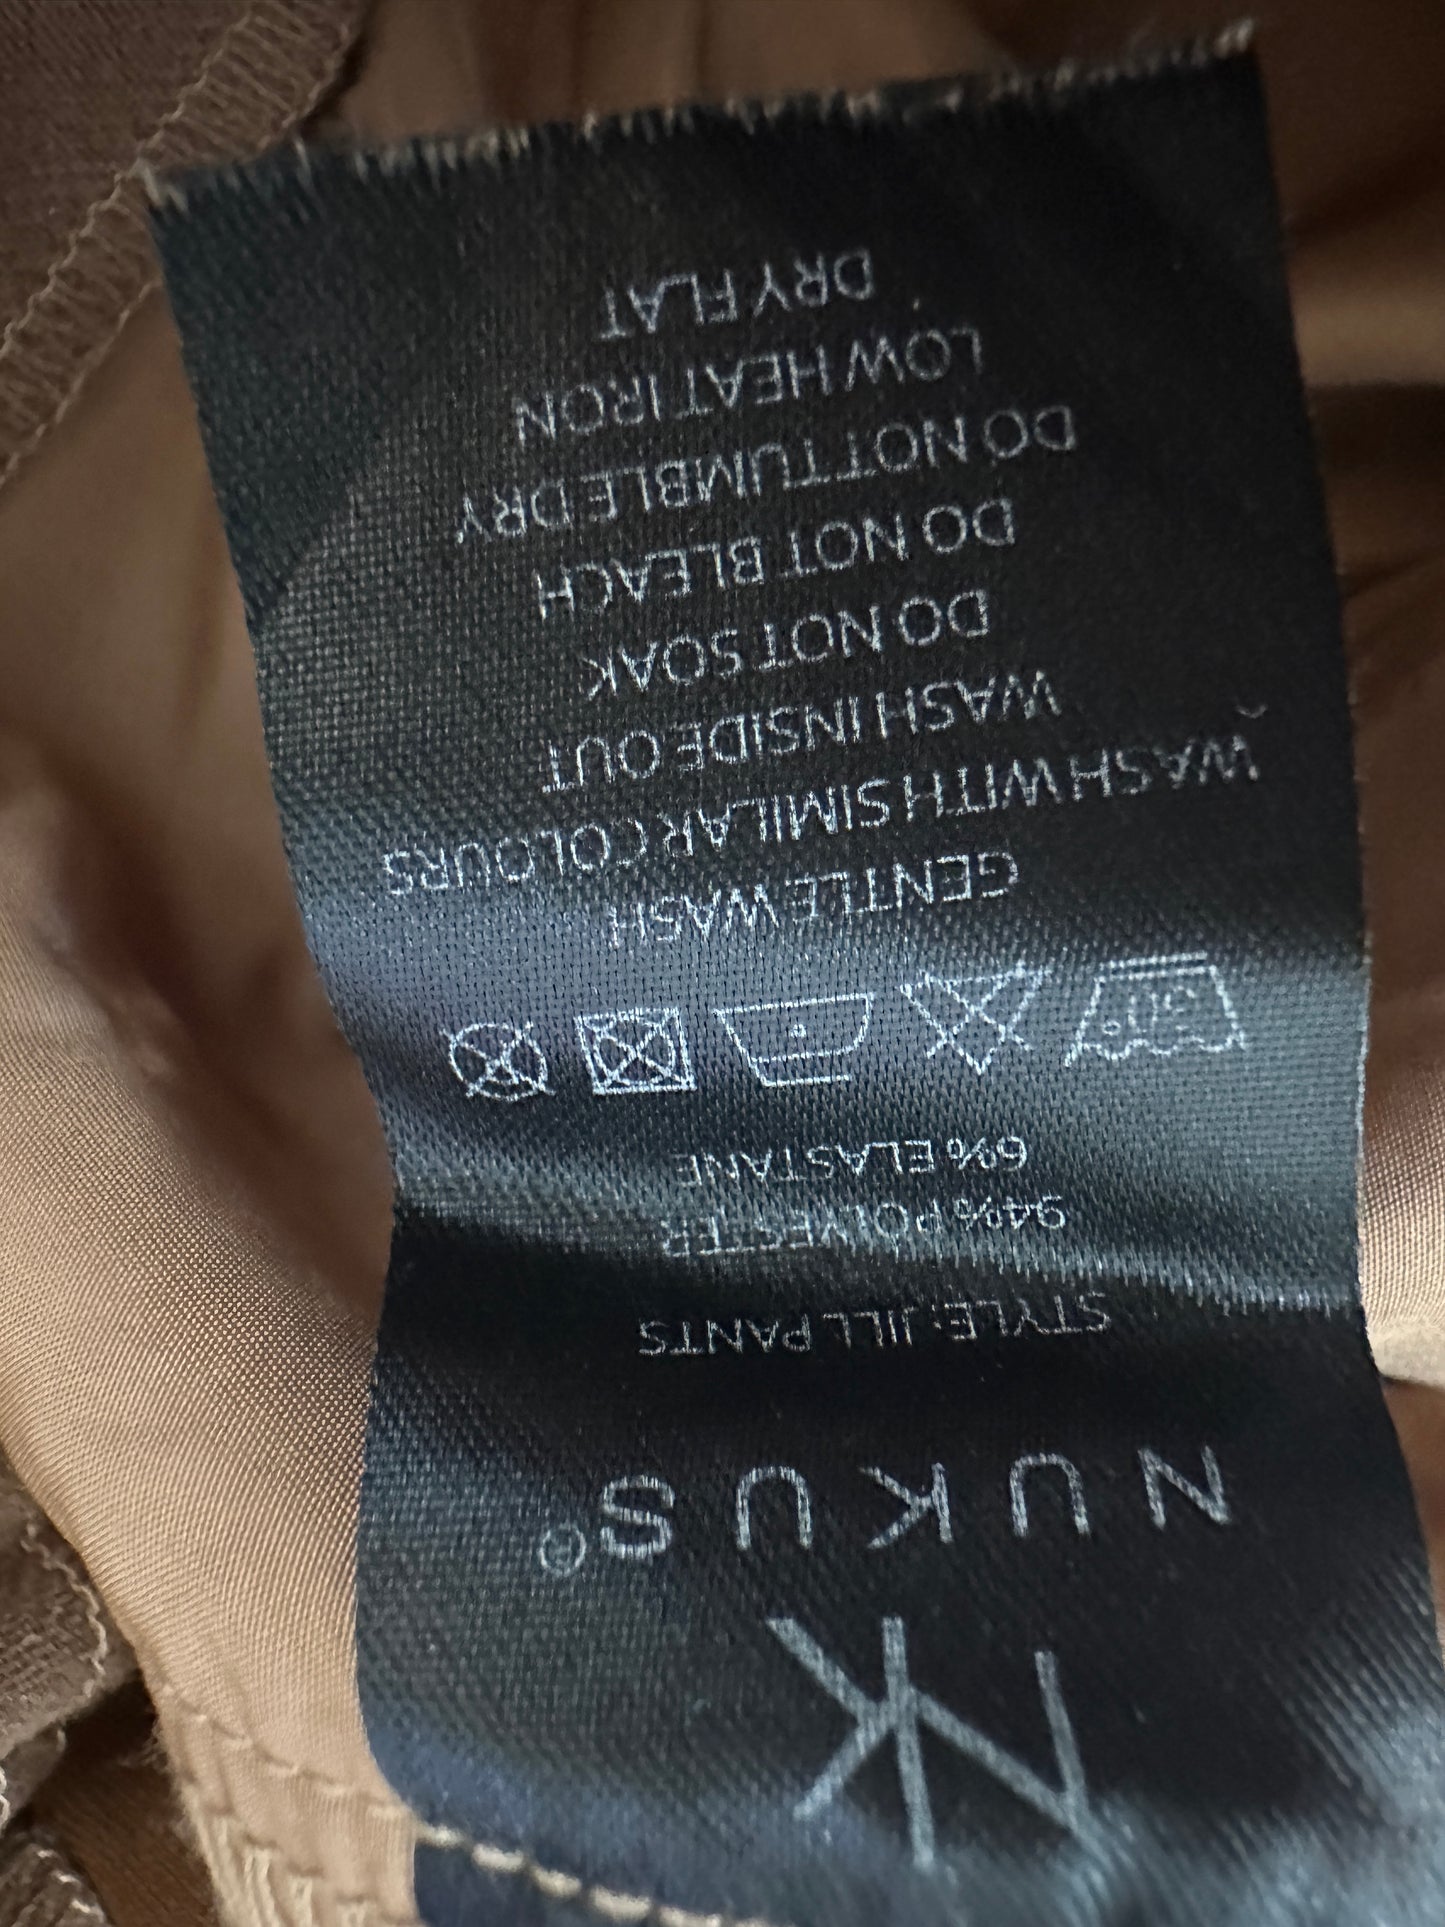 NUKUS©
STYLE: JILL PANTS
94% POLYESTER
6% ELASTANE
30°
GENTLE WASH
WASH WITH SIMILAR COLOURS
WASH INSIDE OUT
DO NOT SOAK
DO NOT BLEACH
DO NOT TUMBLE DRY
LOW HEAT IRON
DRY FLAT